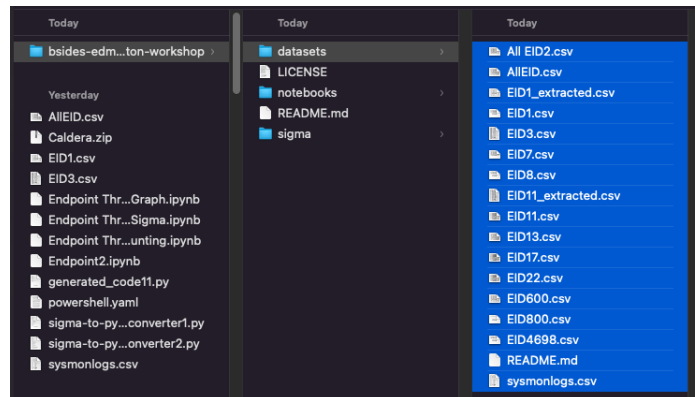 Today
bsides-edm...ton-workshop
Yesterday
AllEID.csv
Caldera.zip
EID1.csv
EID3.csv
Endpoint Thr...Graph.ipynb
Endpoint Thr...Sigma.ipynb
Endpoint Thr...unting.ipynb
Endpoint2.ipynb
generated_code11.py
powershell.yaml
sigma-to-py...converter1.py
sigma-to-py...onverter2.py
sysmonlogs.csv
Today
datasets
LICENSE
notebooks
README.md
sigma
Today
All EID2.csv
AllEID.csv
EID1_extracted.csv
EID1.csv
EID3.csv
EID7.csv
EID8.csv
EID11_extracted.csv
EID11.csv
EID13.csv
EID17.csv
EID22.csv
EID600.csv
EID800.csv
EID4698.csv
README.md
sysmonlogs.csv